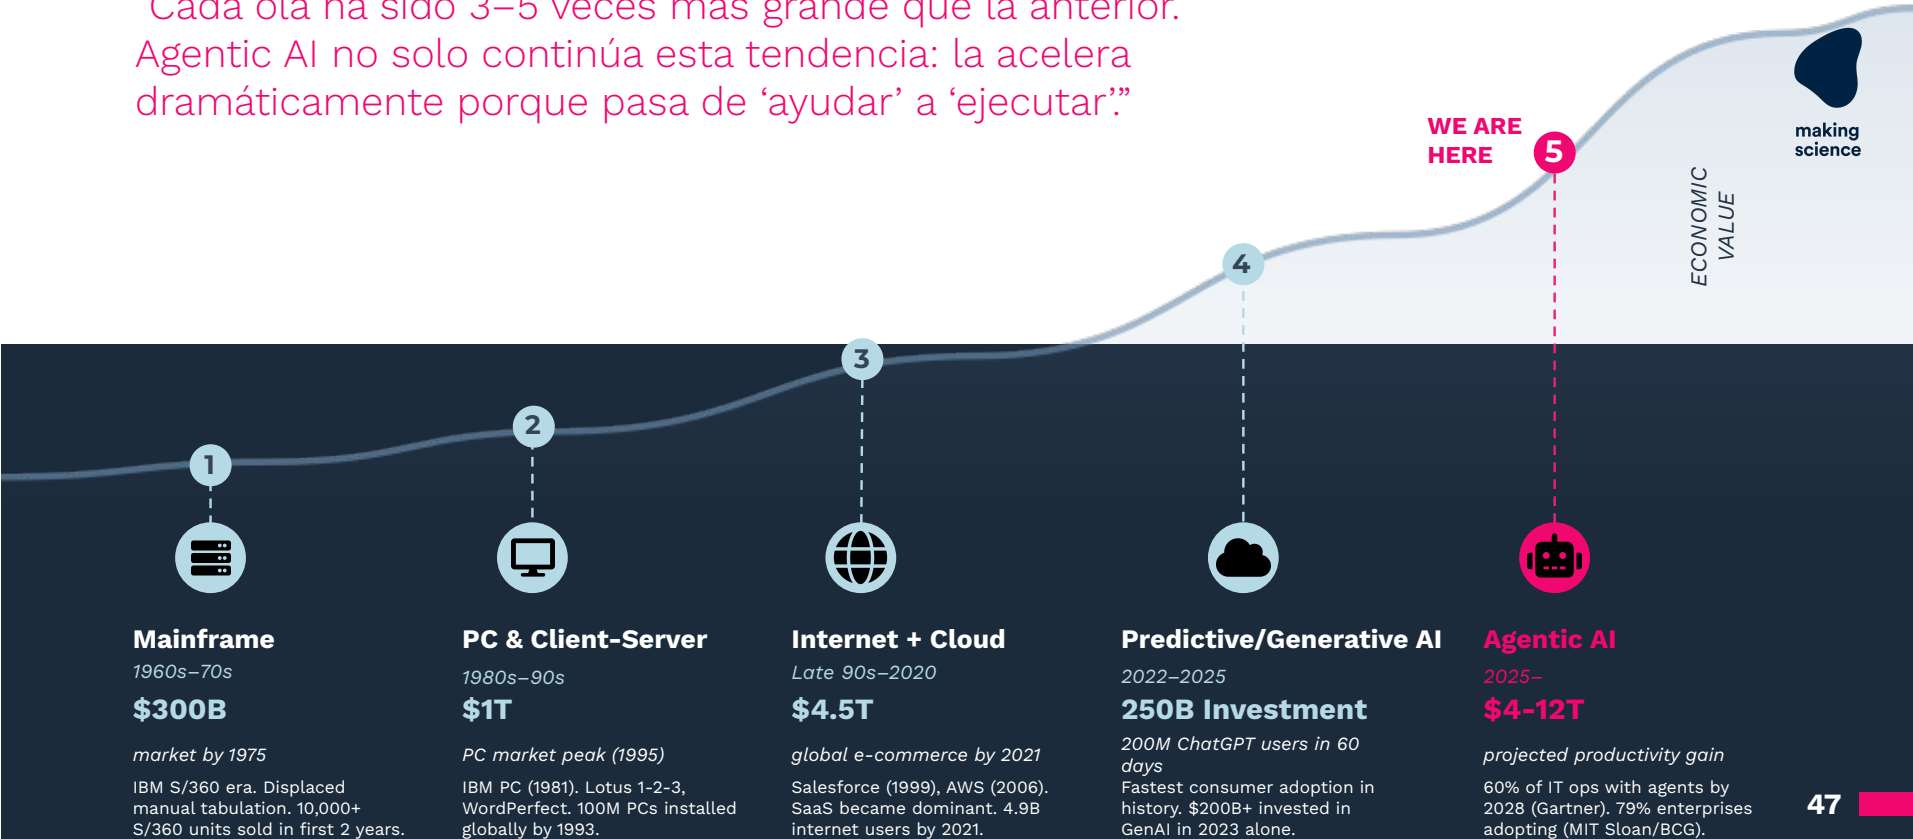 “Cada ola ha sido 3–5 veces más grande que la anterior.
Agentic AI no solo continúa esta tendencia: la acelera
dramáticamente porque pasa de ‘ayudar’ a ‘ejecutar’.”
making
science
WE ARE
HERE
5
ECONOMIC
VALUE
4
3
2
1
Mainframe
1960s–70s
$300B
market by 1975
IBM S/360 era. Displaced
manual tabulation. 10,000+
S/360 units sold in first 2 years.
PC & Client-Server
1980s–90s
$1T
PC market peak (1995)
IBM PC (1981). Lotus 1-2-3,
WordPerfect. 100M PCs installed
globally by 1993.
Internet + Cloud
Late 90s–2020
$4.5T
global e-commerce by 2021
Salesforce (1999), AWS (2006).
SaaS became dominant. 4.9B
internet users by 2021.
Predictive/Generative AI
2022–2025
250B Investment
200M ChatGPT users in 60
days
Fastest consumer adoption in
history. $200B+ invested in
GenAI in 2023 alone.
Agentic AI
2025–
$4-12T
projected productivity gain
60% of IT ops with agents by
2028 (Gartner). 79% enterprises
adopting (MIT Sloan/BCG).
47